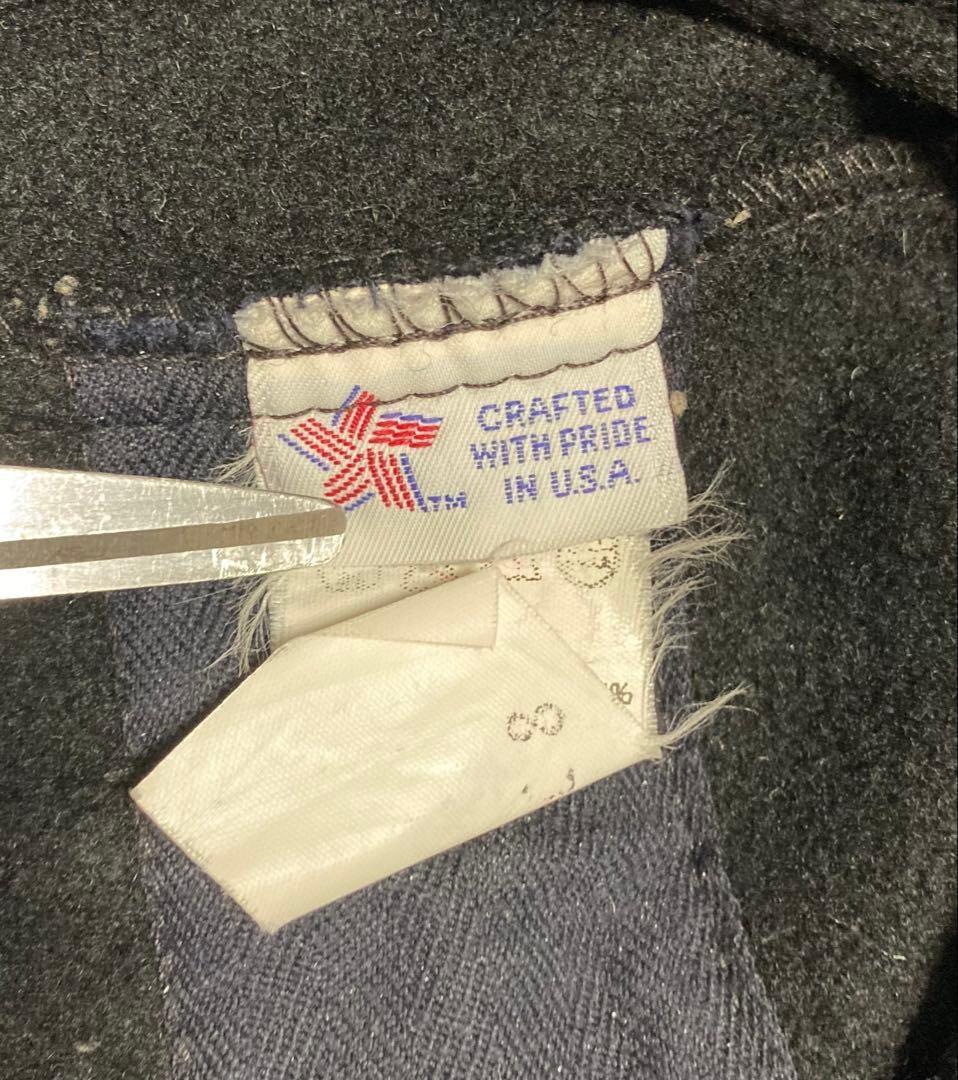 CRAFTED
WITH PRIDE
IN U.S.A.
TM
%